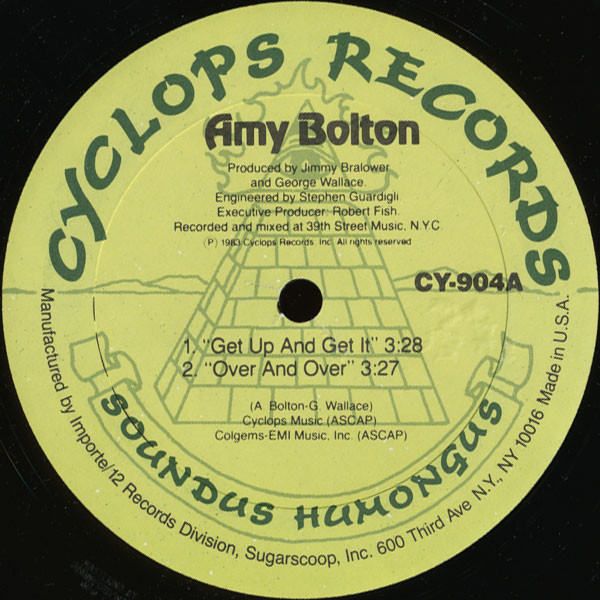 CYCLOPS RECORDS
Amy Bolton
Produced by Jimmy Bralower
and George Wallace.
Engineered by Stephen Guardigli
Executive Producer: Robert Fish.
Recorded and mixed at 39th Street Music, N.Y.C.
(P) 1983 Cyclops Records. Inc. All rights reserved
CY-904A
1. "Get Up And Get It" 3:28
2. "Over And Over" 3:27
(A. Bolton-G. Wallace)
Cyclops Music (ASCAP)
Colgems-EMI Music, Inc. (ASCAP)
SOUNDUS HUMONGUS
Manufactured by Importe/12 Records Division, Sugarscoop, Inc. 600 Third Ave N.Y., NY 10016 Made in U.S.A.